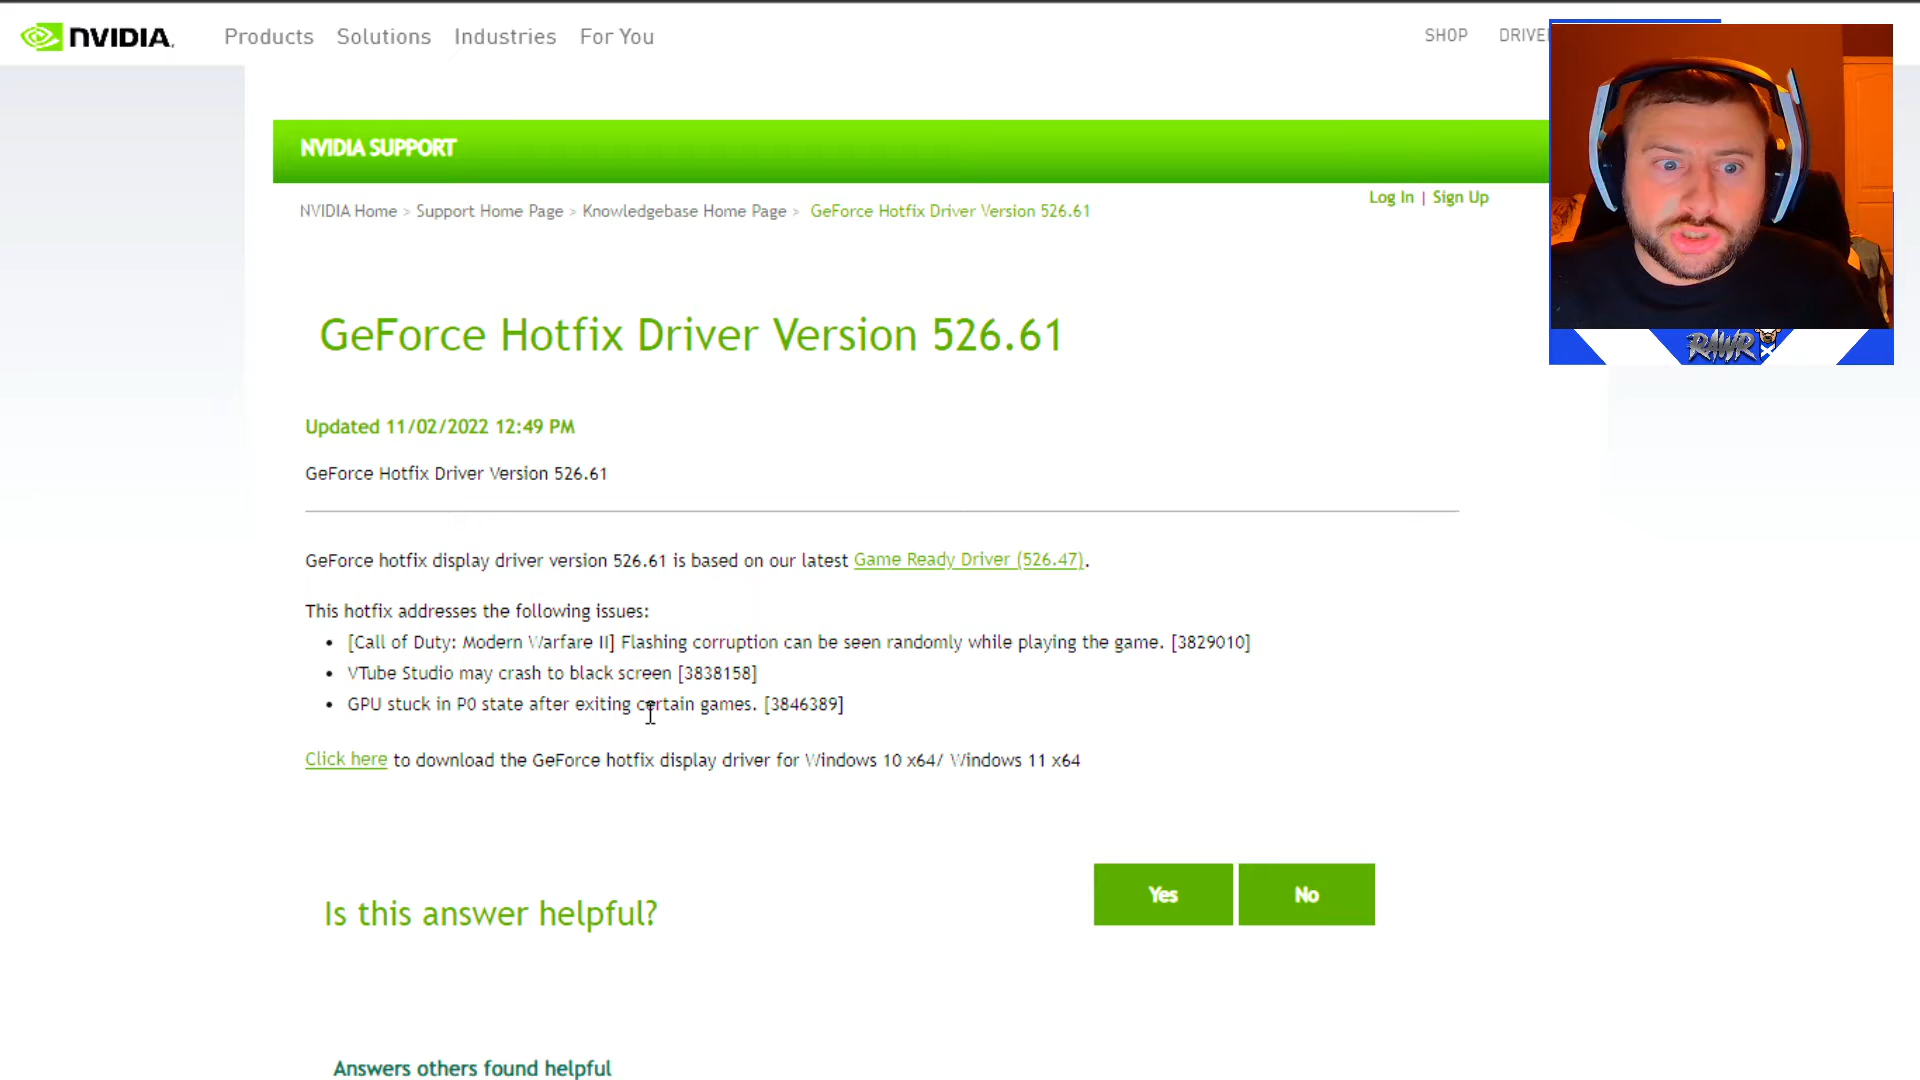 NVIDIA. Products Solutions Industries For You SHOP
NVIDIA SUPPORT
Log In | Sign Up
NVIDIA Home > Support Home Page > Knowledgebase Home Page > GeForce Hotfix Driver Version 526.61
RAWR
GeForce Hotfix Driver Version 526.61
Updated 11/02/2022 12:49 PM
GeForce Hotfix Driver Version 526.61
GeForce hotfix display driver version 526.61 is based on our latest Game Ready Driver (526.47).
This hotfix addresses the following issues:
• [Call of Duty: Modern Warfare II] Flashing corruption can be seen randomly while playing the game. [3829010]
• VTube Studio may crash to black screen [3838158]
• GPU stuck in P0 state after exiting certain games. [3846389]
Click here to download the GeForce hotfix display driver for Windows 10 x64/ Windows 11 x64
Is this answer helpful? Yes No
Answers others found helpful